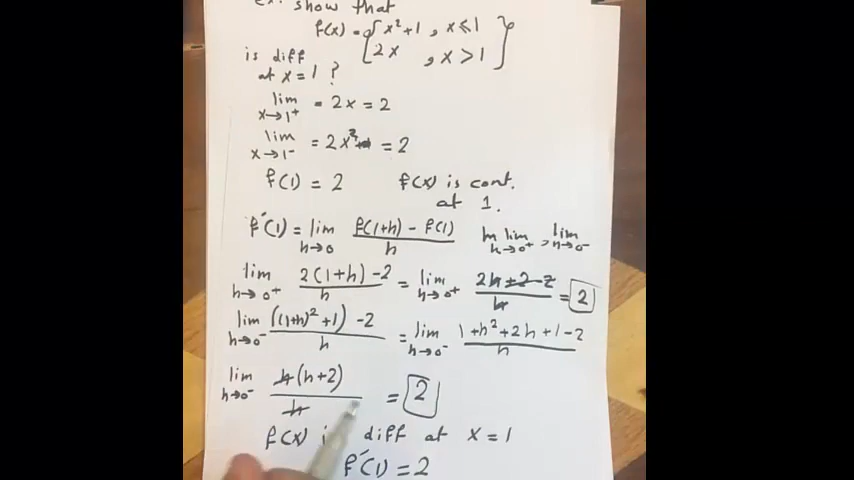 ex: show that
f(x) = { x² + 1 , x ≤ 1
2x , x > 1 }
is diff
at x = 1 ?
lim x→1⁺ = 2x = 2
lim x→1⁻ = 2x² = 2
f(1) = 2 f(x) is cont.
at 1.
f'(1) = lim h→0 (f(1+h) - f(1))/h lim h→0⁺ , lim h→0⁻
lim h→0⁺ (2(1+h) - 2)/h = lim h→0⁺ (2h + 2 - 2)/h = 2
lim h→0⁻ ((1+h)² + 1) - 2/h = lim h→0⁻ (1 + h² + 2h + 1 - 2)/h
lim h→0⁻ h(h+2)/h = 2
f(x) is diff at x = 1
f'(1) = 2